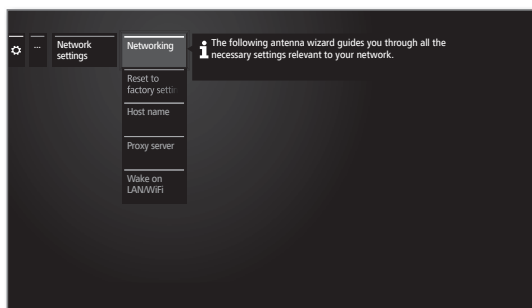 ...
Network
settings
Networking
The following antenna wizard guides you through all the
necessary settings relevant to your network.
Reset to
factory settin
Host name
Proxy server
Wake on
LAN/WiFi